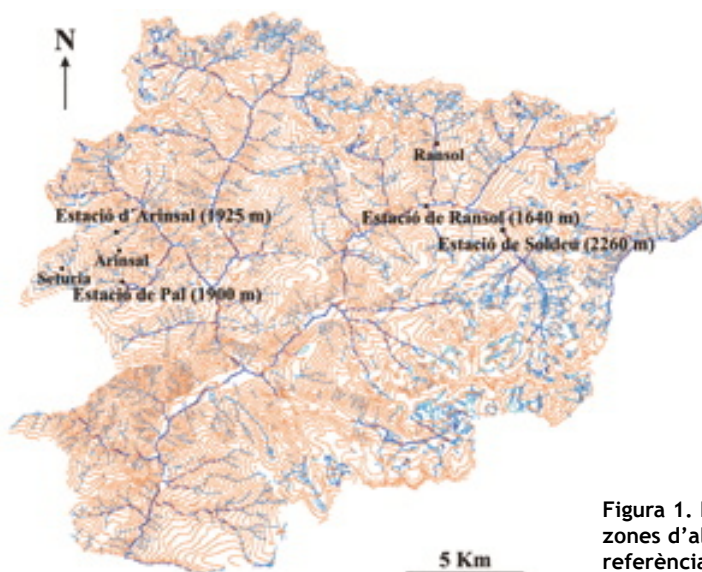 N
Ransol
Estació d´Arinsal (1925 m)
Estació de Ransol (1640 m)
Estació de Soldeu (2260 m)
Arinsal
Seturia
Estació de Pal (1900 m)
5 Km
Figura 1.
zones
referència